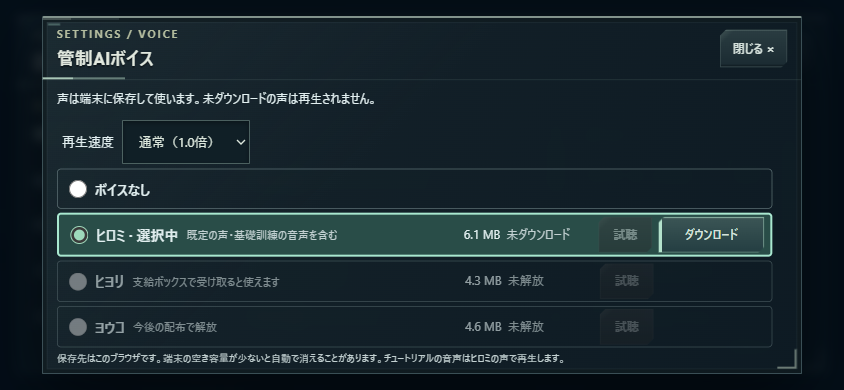 SETTINGS / VOICE
管制AIボイス
閉じる ×
声は端末に保存して使います。未ダウンロードの声は再生されません。
再生速度 通常（1.0倍）
ボイスなし
ヒロミ · 選択中 既定の声・基礎訓練の音声を含む 6.1 MB 未ダウンロード 試聴 ダウンロード
ヒヨリ 支給ボックスで受け取ると使えます 4.3 MB 未解放 試聴
ヨウコ 今後の配布で解放 4.6 MB 未解放 試聴
保存先はこのブラウザです。端末の空き容量が少ないと自動で消えることがあります。チュートリアルの音声はヒロミの声で再生します。